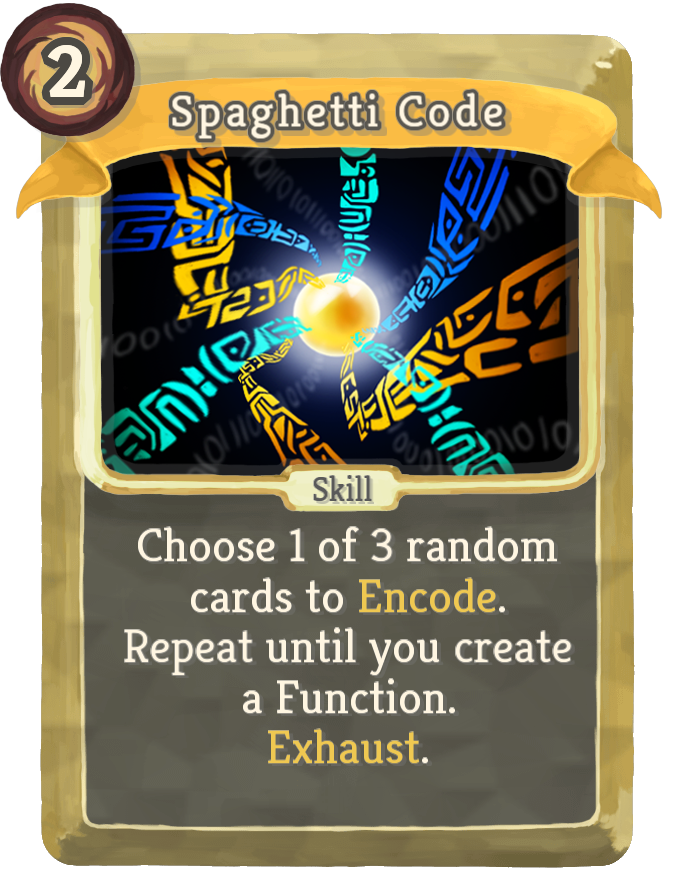 2
Spaghetti Code
Skill
Choose 1 of 3 random
cards to Encode.
Repeat until you create
a Function.
Exhaust.